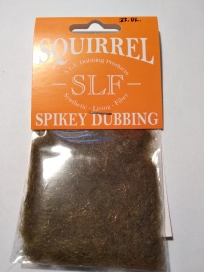 SQUIRREL
S.L.F. Dubbing Products
SLF
Synthetic - Living - Fibre
SPIKEY DUBBING